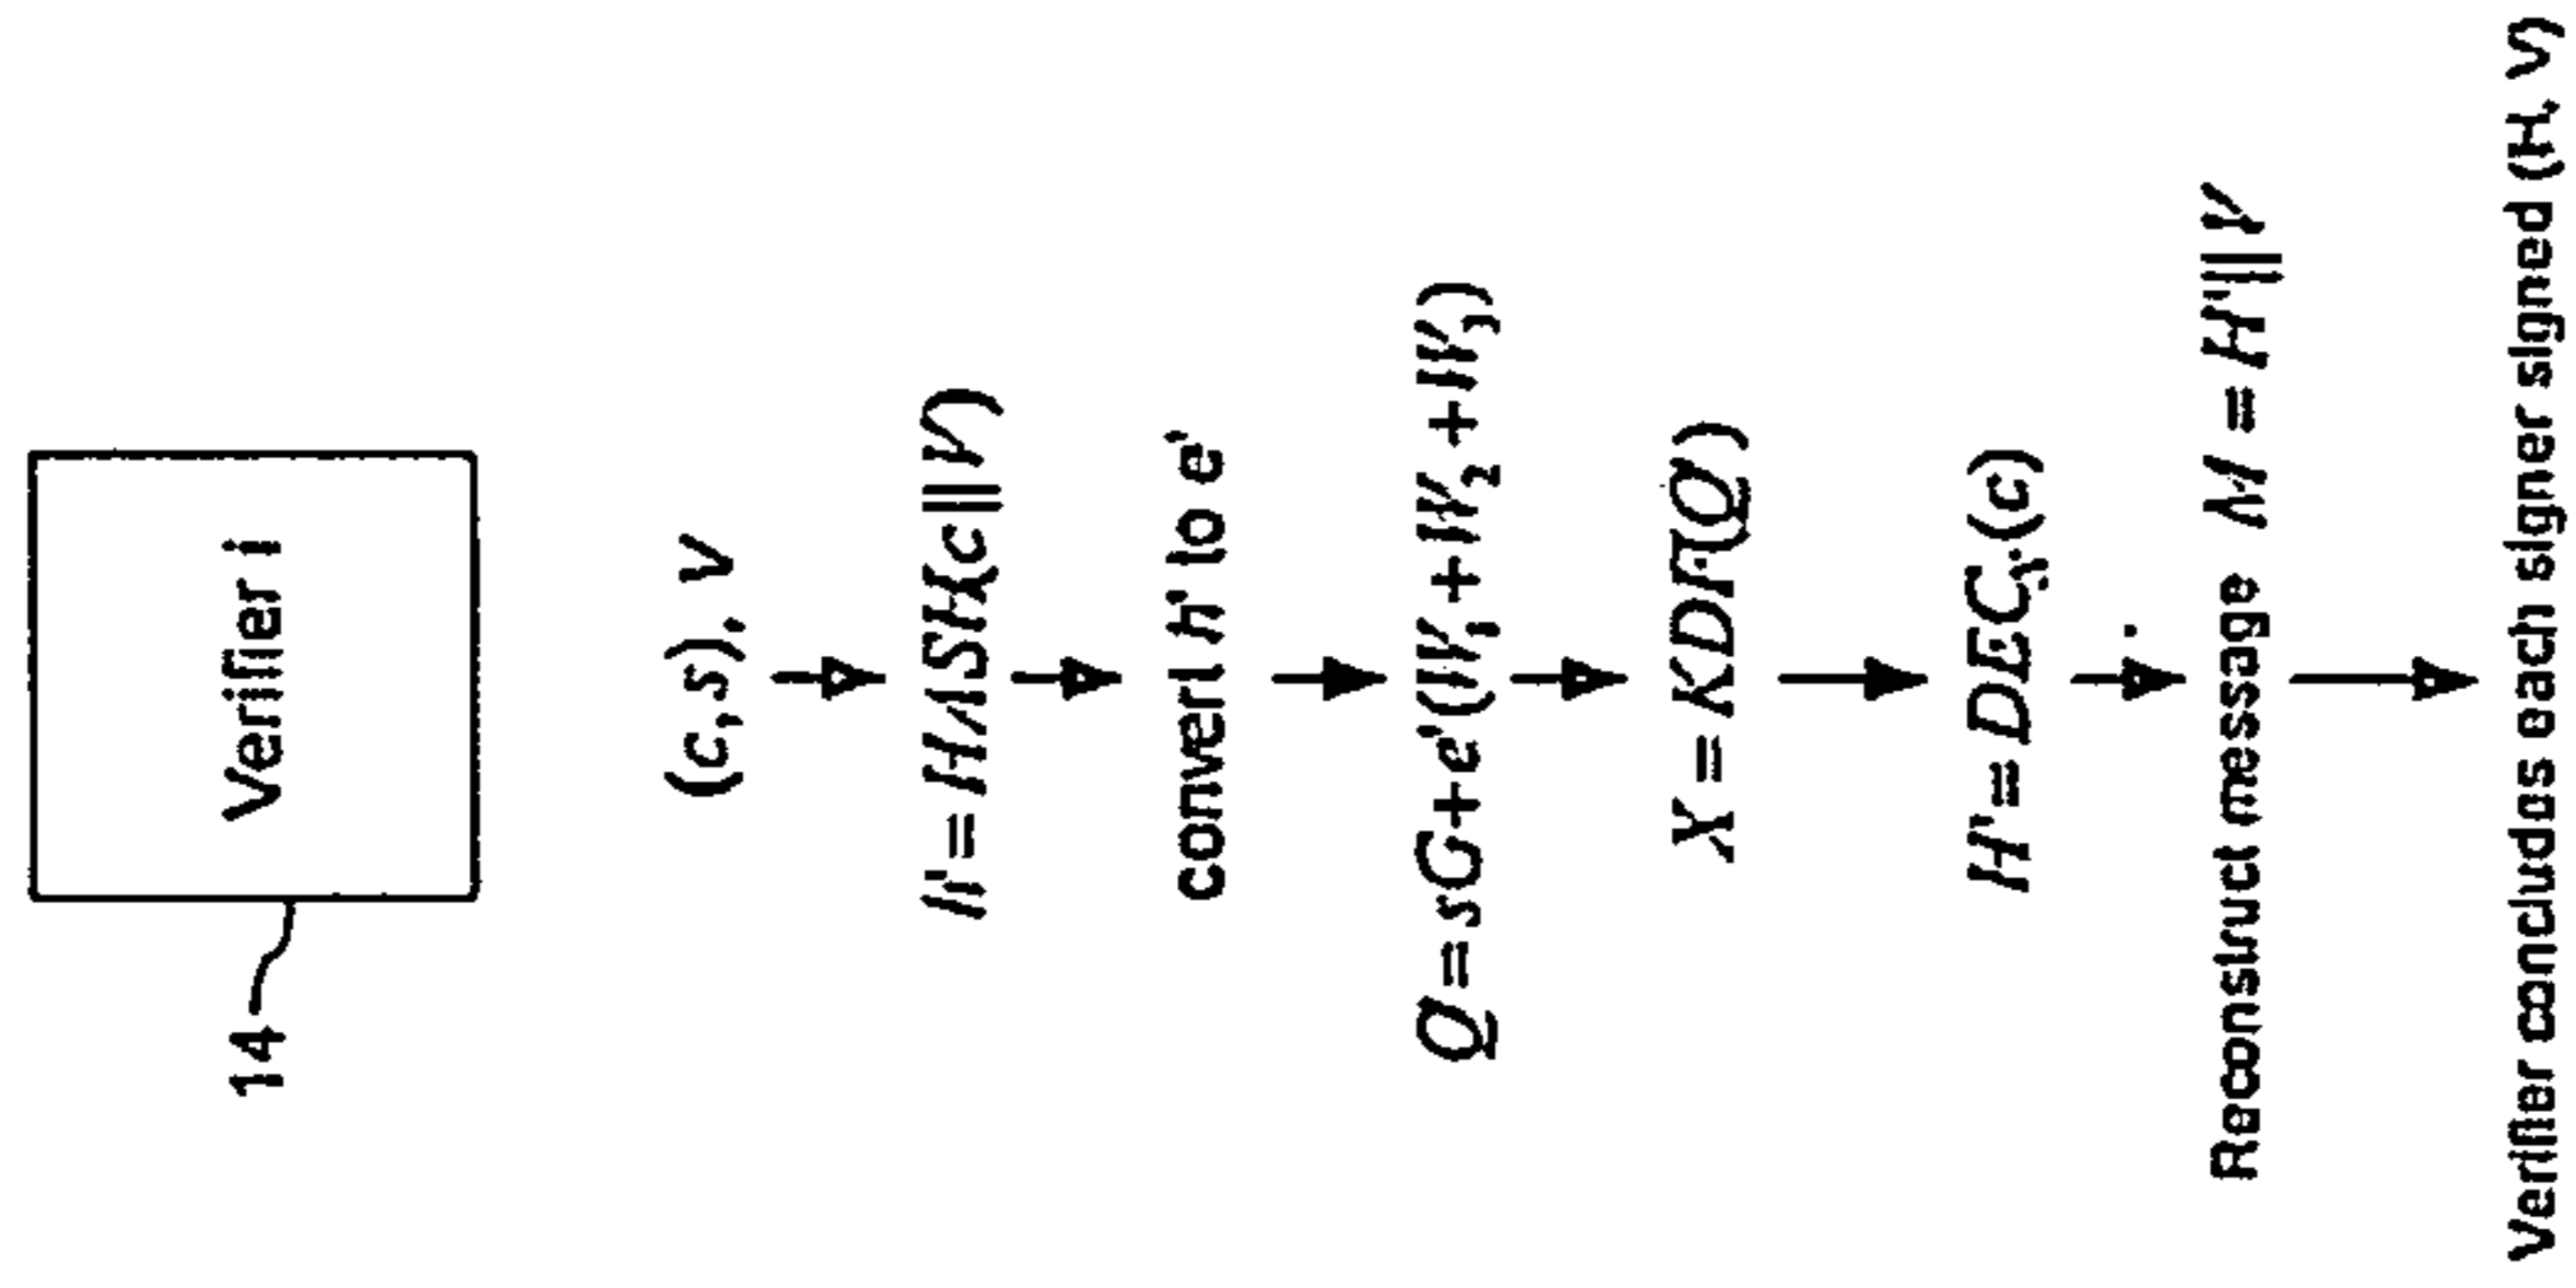 Verifier i
14
(c,s), V
h' = HASH(c||V)
convert h' to e'
Q = sG + e'(W₁ + W₂ + W₃)
X = KDF(Q)
H' = DECₓ.(c)
Reconstruct message M = H'||V
Verifier concludes each signer signed (H, V)